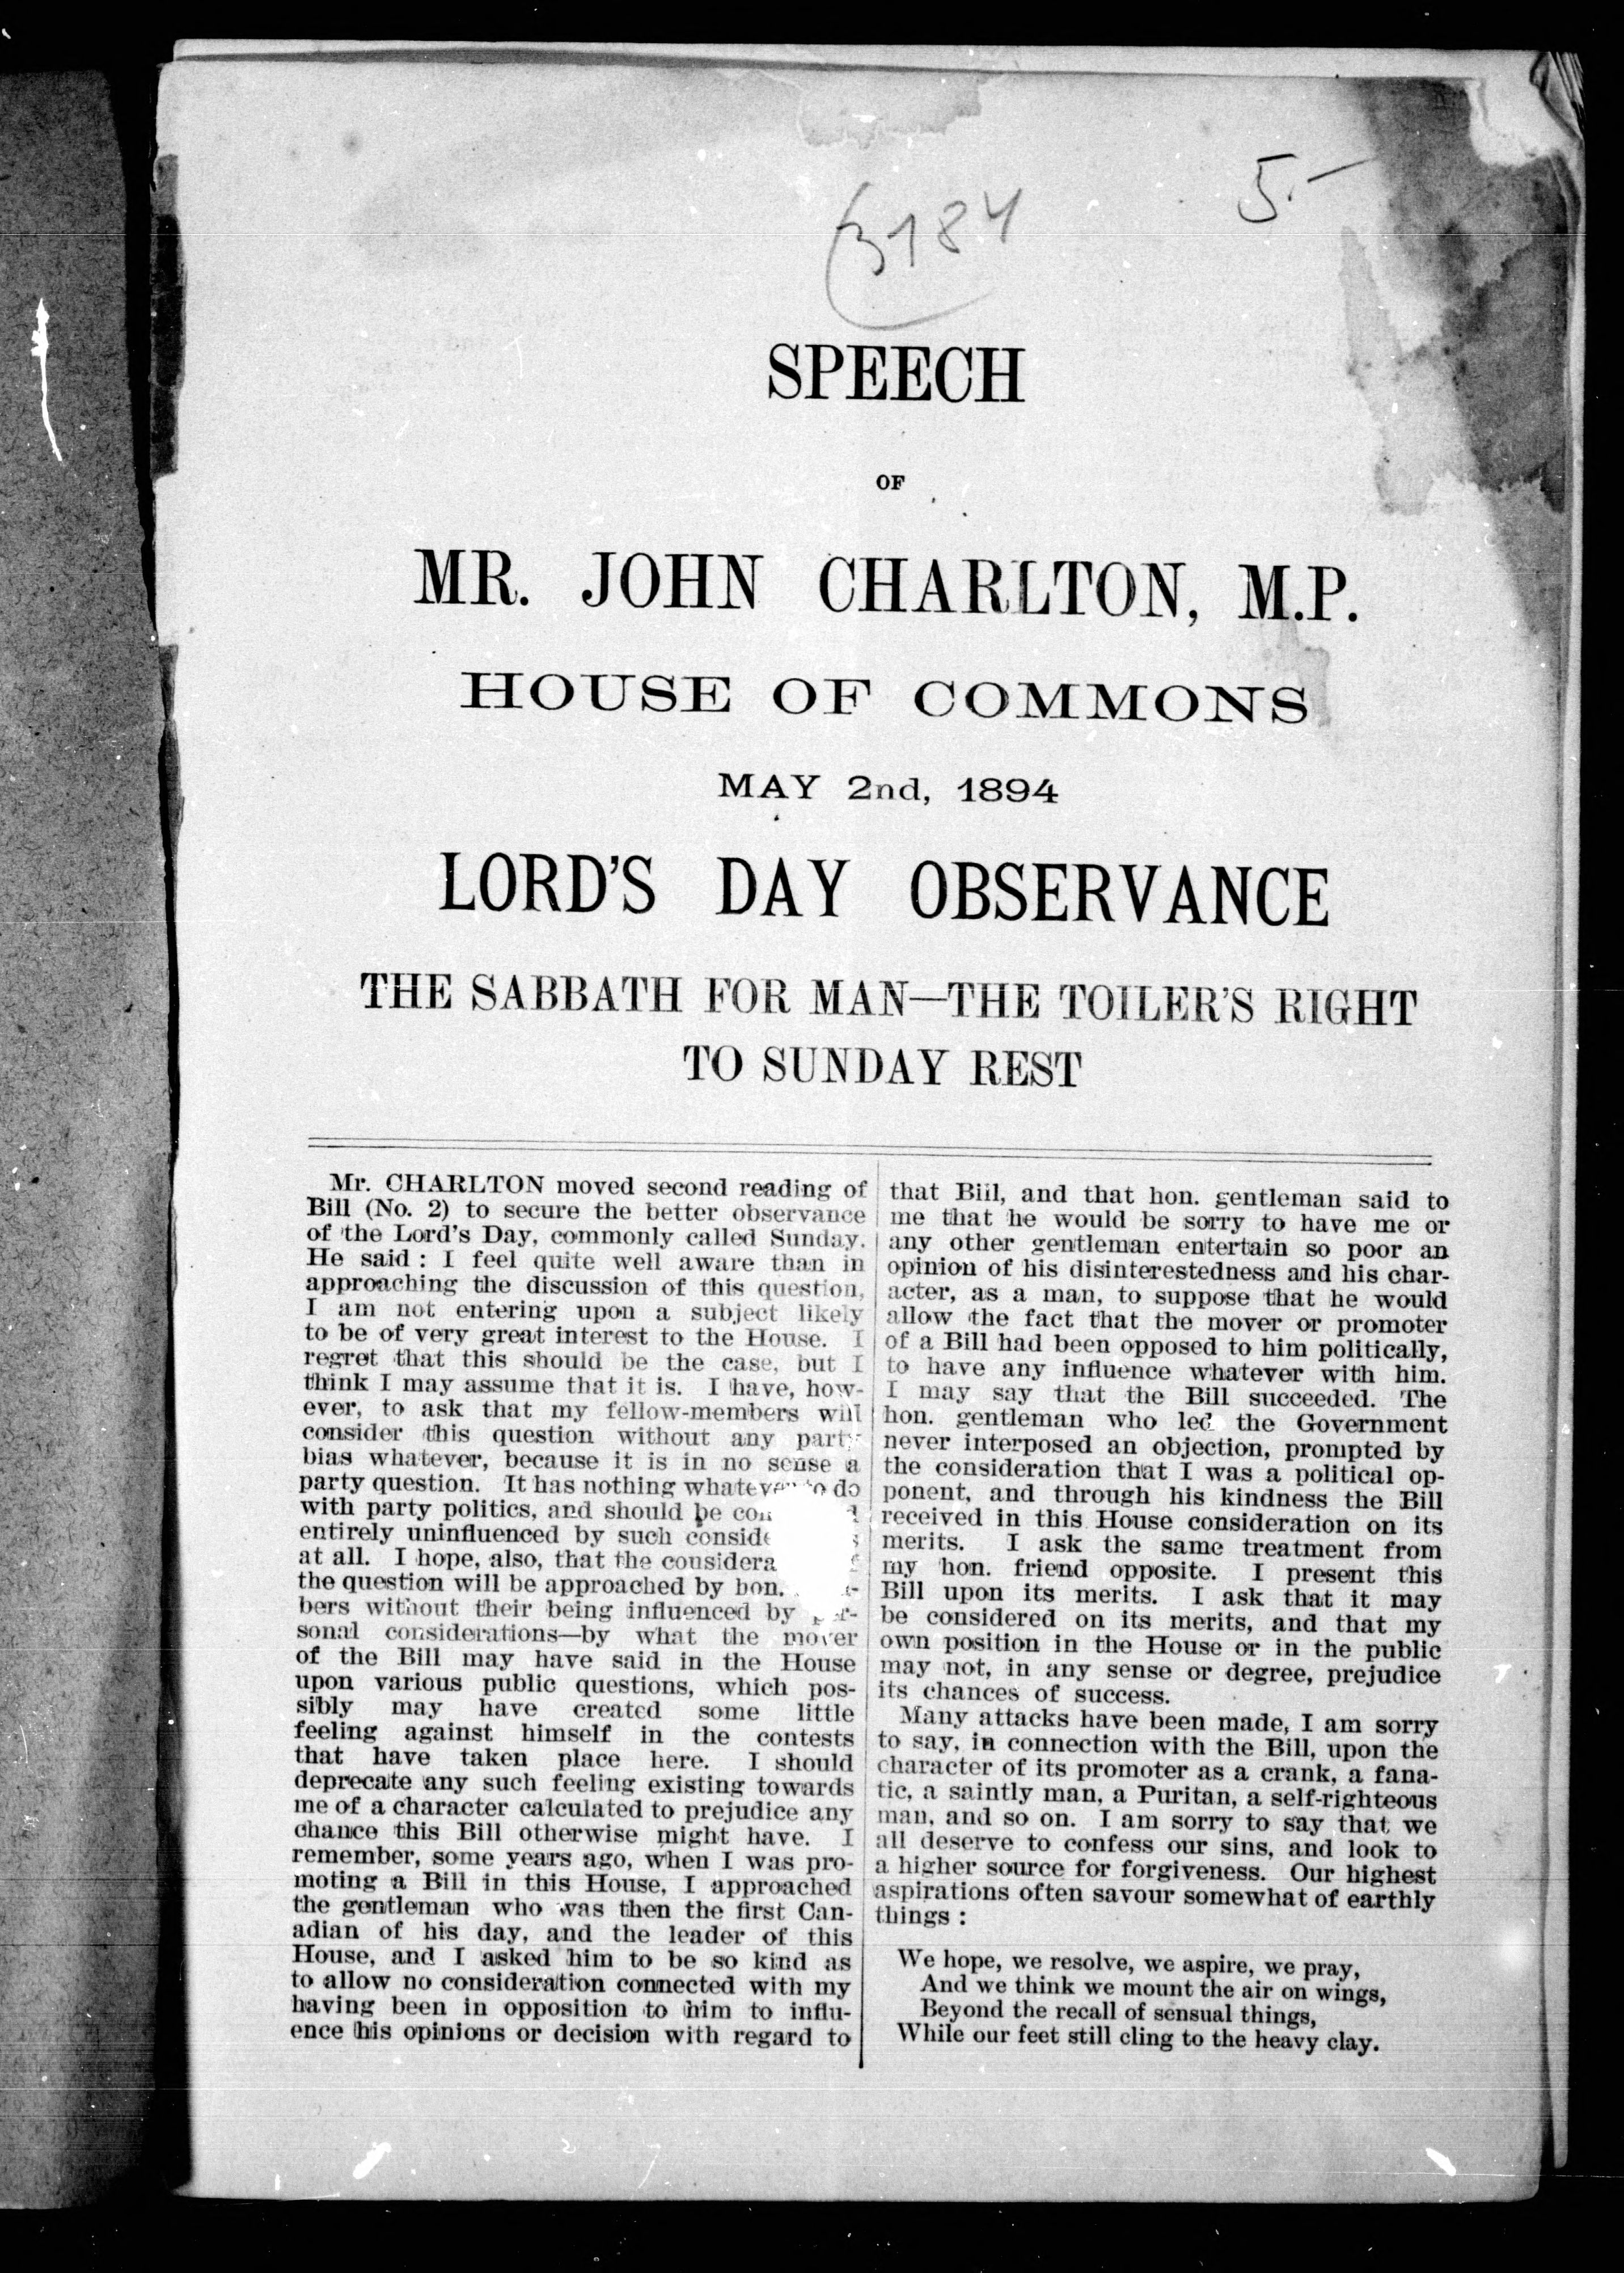 3184
5.—
SPEECH
OF
MR. JOHN CHARLTON, M.P.
HOUSE OF COMMONS
MAY 2nd, 1894
LORD'S DAY OBSERVANCE
THE SABBATH FOR MAN—THE TOILER'S RIGHT
TO SUNDAY REST
Mr. CHARLTON moved second reading of
Bill (No. 2) to secure the better observance
of the Lord's Day, commonly called Sunday.
He said : I feel quite well aware than in
approaching the discussion of this question,
I am not entering upon a subject likely
to be of very great interest to the House. I
regret that this should be the case, but I
think I may assume that it is. I have, how-
ever, to ask that my fellow-members will
consider this question without any party
bias whatever, because it is in no sense a
party question. It has nothing whatever to do
with party politics, and should be
entirely uninfluenced by such
at all. I hope, also, that the
the question will be approached by hon.
bers without their being influenced by per-
sonal considerations—by what the mover
of the Bill may have said in the House
upon various public questions, which pos-
sibly may have created some little
feeling against himself in the contests
that have taken place here. I should
deprecate any such feeling existing towards
me of a character calculated to prejudice any
chance this Bill otherwise might have. I
remember, some years ago, when I was pro-
moting a Bill in this House, I approached
the gentleman who was then the first Can-
adian of his day, and the leader of this
House, and I asked him to be so kind as
to allow no consideration connected with my
having been in opposition to him to influ-
ence his opinions or decision with regard to
that Bill, and that hon. gentleman said to
me that he would be sorry to have me or
any other gentleman entertain so poor an
opinion of his disinterestedness and his char-
acter, as a man, to suppose that he would
allow the fact that the mover or promoter
of a Bill had been opposed to him politically,
to have any influence whatever with him.
I may say that the Bill succeeded. The
hon. gentleman who led the Government
never interposed an objection, prompted by
the consideration that I was a political op-
ponent, and through his kindness the Bill
received in this House consideration on its
merits. I ask the same treatment from
my hon. friend opposite. I present this
Bill upon its merits. I ask that it may
be considered on its merits, and that my
own position in the House or in the public
may not, in any sense or degree, prejudice
its chances of success.
Many attacks have been made, I am sorry
to say, in connection with the Bill, upon the
character of its promoter as a crank, a fana-
tic, a saintly man, a Puritan, a self-righteous
man, and so on. I am sorry to say that we
all deserve to confess our sins, and look to
a higher source for forgiveness. Our highest
aspirations often savour somewhat of earthly
things :
We hope, we resolve, we aspire, we pray,
And we think we mount the air on wings,
Beyond the recall of sensual things,
While our feet still cling to the heavy clay.